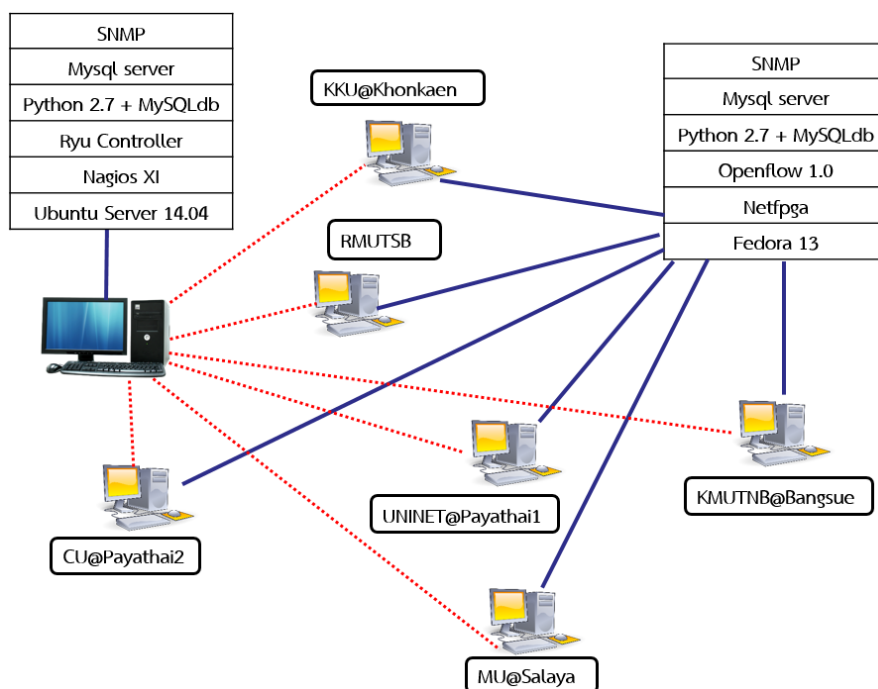 SNMP
Mysql server
Python 2.7 + MySQLdb
Ryu Controller
Nagios XI
Ubuntu Server 14.04
SNMP
Mysql server
Python 2.7 + MySQLdb
Openflow 1.0
Netfpga
Fedora 13
KKU@Khonkaen
RMUTSB
UNINET@Payathai1
KMUTNB@Bangsue
CU@Payathai2
MU@Salaya